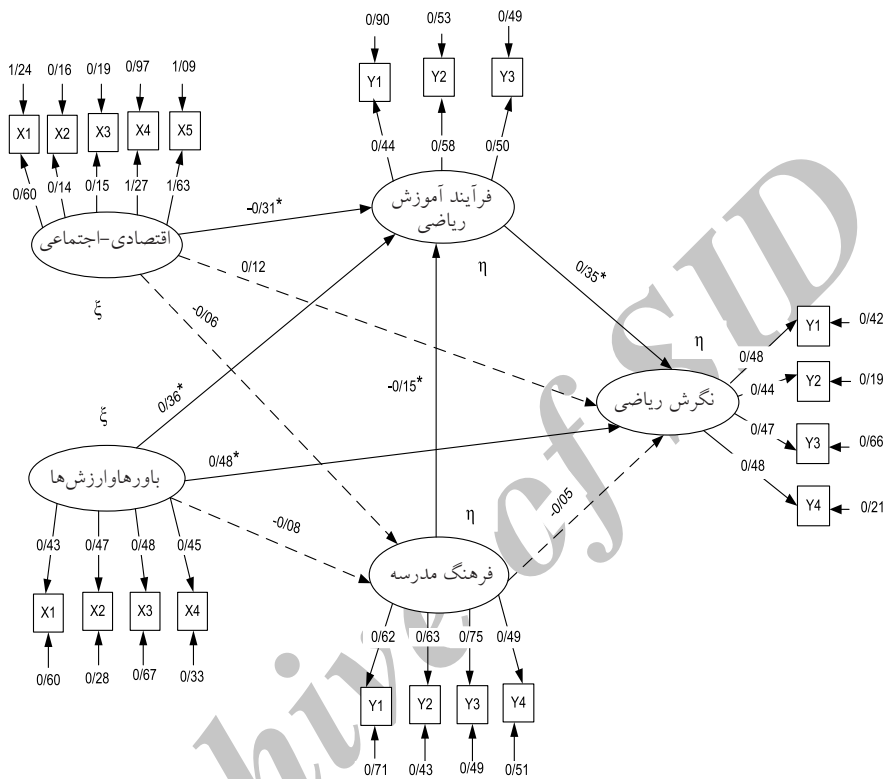 0/90 0/53 0/49
1/24 0/16 0/19 0/97 1/09
Y1 Y2 Y3
X1 X2 X3 X4 X5
0/44 0/58 0/50
0/60 0/14 0/15 1/27 1/63
فرآیند آموزش
ریاضی
-0/31*
اقتصادی-اجتماعی
0/12
η
0/35*
ξ
-0/06
η
Y1 0/42
0/48
Y2 0/19
0/44
-0/15*
0/36*
نگرش ریاضی
ξ
0/47
Y3 0/66
0/48*
0/48
باورهاوارزش‌ها
Y4 0/21
-0/08
η
-0/05
0/43 0/47 0/48 0/45
فرهنگ مدرسه
X1 X2 X3 X4
0/62 0/63 0/75 0/49
0/60 0/28 0/67 0/33
Y1 Y2 Y3 Y4
0/71 0/43 0/49 0/51
hive of SID